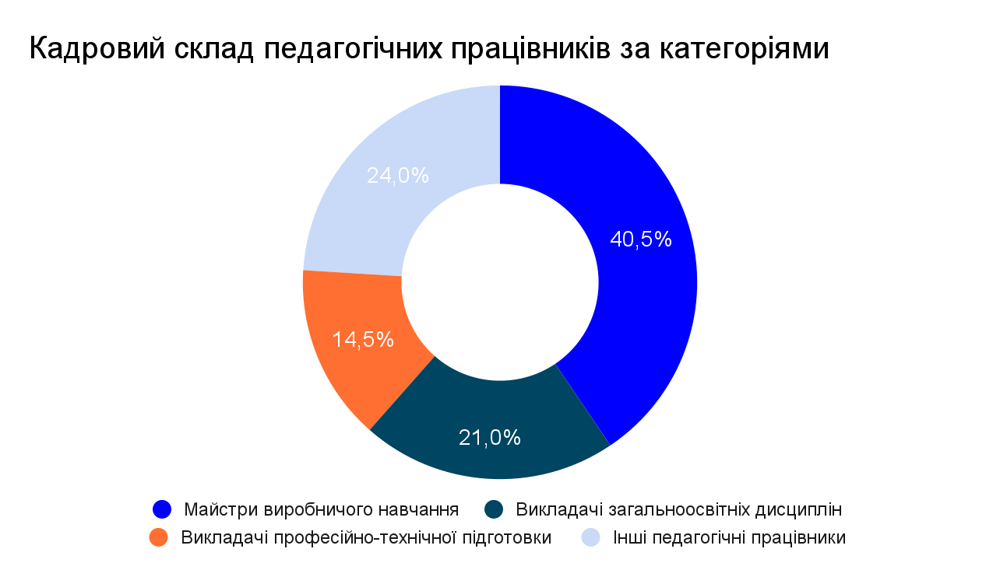 Кадровий склад педагогічних працівників за категоріями
24,0%
40,5%
14,5%
21,0%
Майстри виробничого навчання
Викладачі загальноосвітніх дисциплін
Викладачі професійно-технічної підготовки
Інші педагогічні працівники